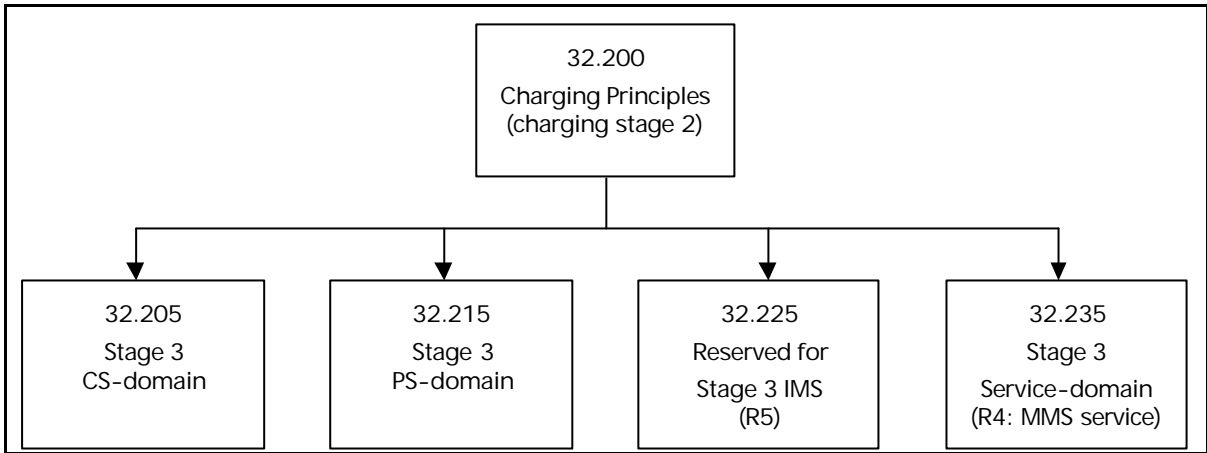 32.200
Charging Principles
(charging stage 2)
32.205
Stage 3
CS-domain
32.215
Stage 3
PS-domain
32.225
Reserved for
Stage 3 IMS
(R5)
32.235
Stage 3
Service-domain
(R4: MMS service)